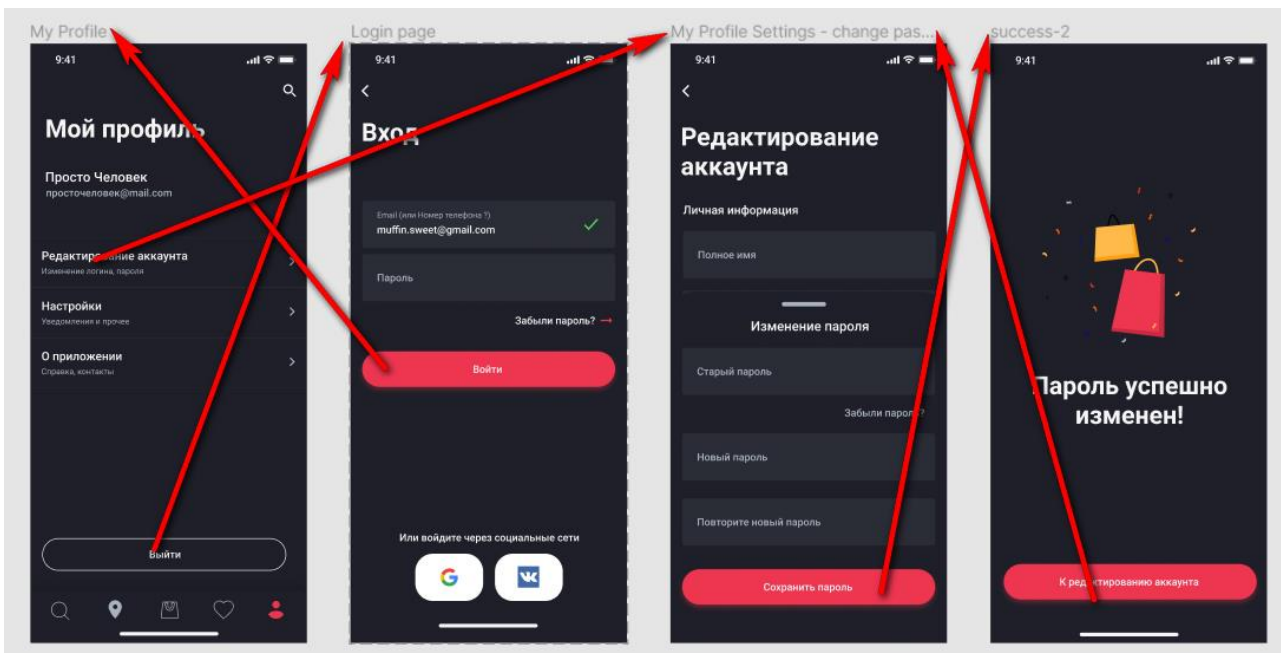 My Profile
9:41
Мой профиль
Просто Человек
просточеловек@mail.com
Редактирование аккаунта
Изменение логина, пароля
Настройки
Уведомления и прочее
О приложении
Справка, контакты
Выйти
Login page
9:41
Вход
Email (или Номер телефона ?)
muffin.sweet@gmail.com
Пароль
Забыли пароль?
Войти
Или войдите через социальные сети
G
My Profile Settings - change pas...
9:41
Редактирование
аккаунта
Личная информация
Полное имя
Изменение пароля
Старый пароль
Забыли пароль?
Новый пароль
Повторите новый пароль
Сохранить пароль
success-2
9:41
Пароль успешно
изменен!
К редактированию аккаунта